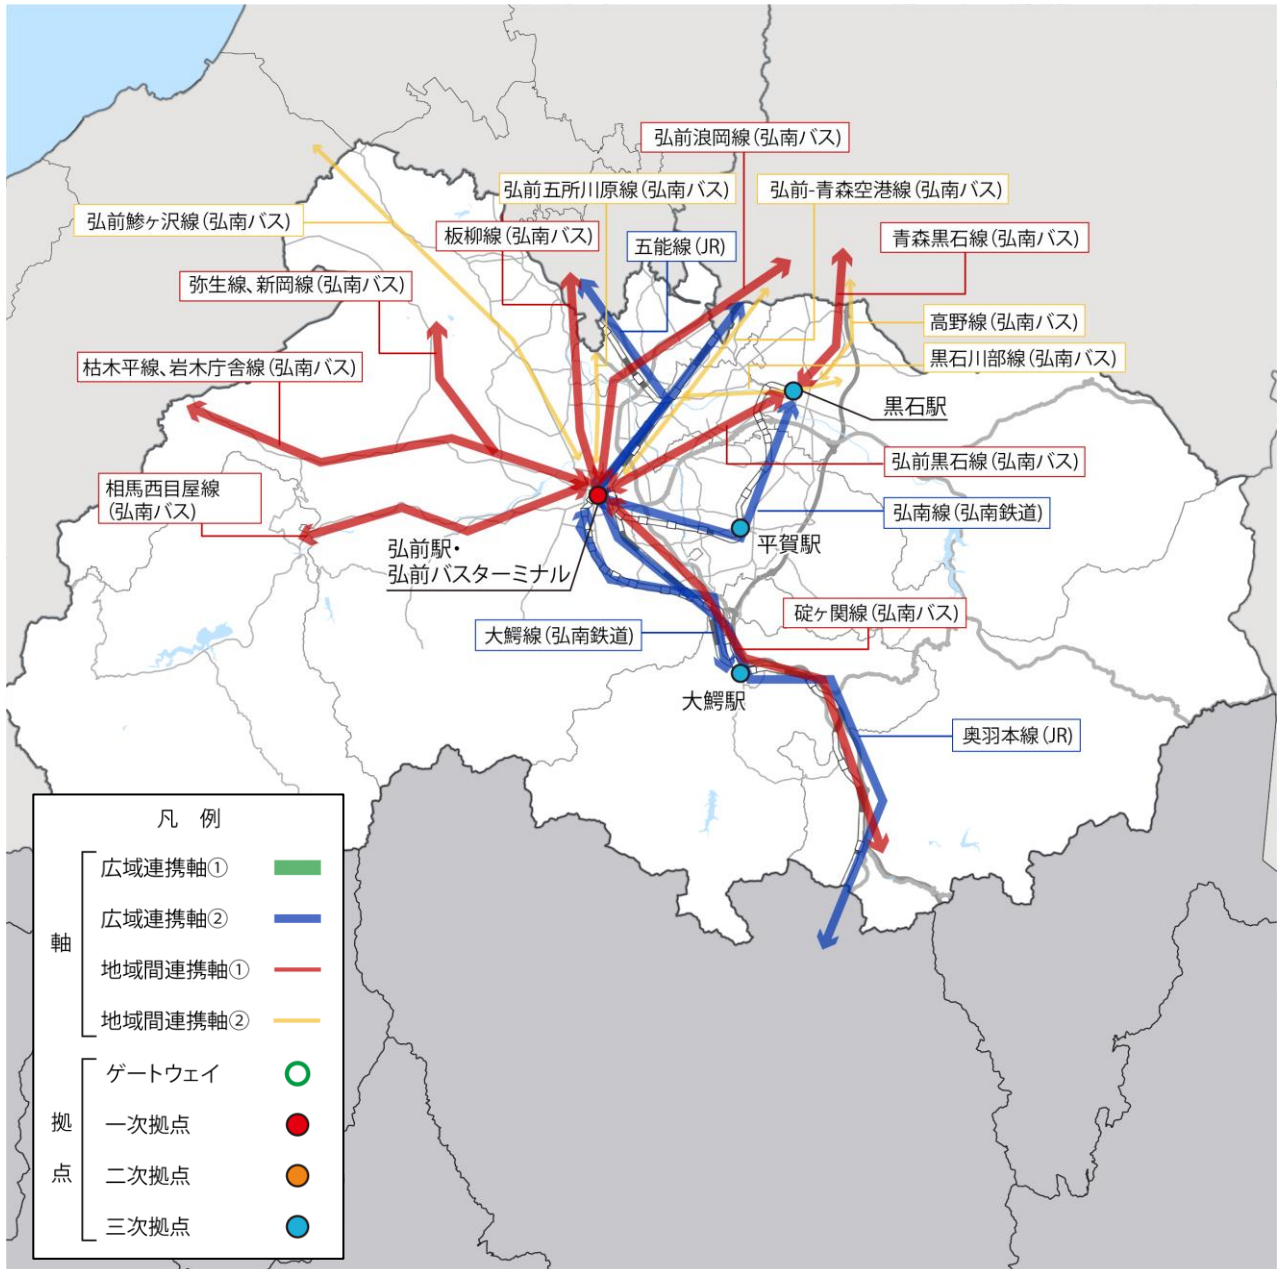 弘前浪岡線(弘南バス)
弘前五所川原線(弘南バス)
弘前-青森空港線(弘南バス)
弘前鰺ヶ沢線(弘南バス)
板柳線(弘南バス)
五能線(JR)
青森黒石線(弘南バス)
弥生線、新岡線(弘南バス)
高野線(弘南バス)
黒石川部線(弘南バス)
枯木平線、岩木庁舎線(弘南バス)
黒石駅
弘前黒石線(弘南バス)
相馬西目屋線
(弘南バス)
弘南線(弘南鉄道)
平賀駅
弘前駅・
弘前バスターミナル
碇ヶ関線(弘南バス)
大鰐線(弘南鉄道)
大鰐駅
奥羽本線(JR)
凡 例
軸
広域連携軸①
広域連携軸②
地域間連携軸①
地域間連携軸②
拠点
ゲートウェイ
一次拠点
二次拠点
三次拠点